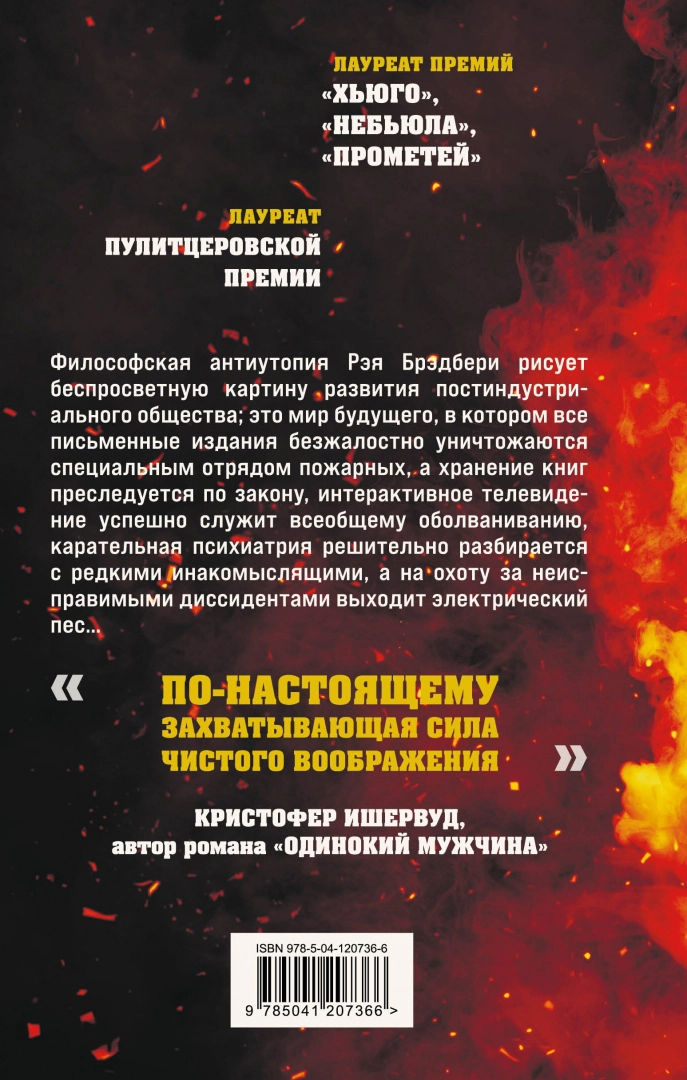 ЛАУРЕАТ ПРЕМИЙ
«ХЬЮГО»,
«НЕБЬЮЛА»,
«ПРОМЕТЕЙ»
ЛАУРЕАТ
ПУЛИТЦЕРОВСКОЙ
ПРЕМИИ
Философская антиутопия Рэя Брэдбери рисует
беспросветную картину развития постиндустри-
ального общества; это мир будущего, в котором все
письменные издания безжалостно уничтожаются
специальным отрядом пожарных, а хранение книг
преследуется по закону, интерактивное телевиде-
ние успешно служит всеобщему оболваниванию,
карательная психиатрия решительно разбирается
с редкими инакомыслящими, а на охоту за неис-
правимыми диссидентами выходит электрический
пес...
« ПО-НАСТОЯЩЕМУ
ЗАХВАТЫВАЮЩАЯ СИЛА
ЧИСТОГО ВООБРАЖЕНИЯ »
КРИСТОФЕР ИШЕРВУД,
автор романа «ОДИНОКИЙ МУЖЧИНА»
ISBN 978-5-04-120736-6
9 785041 207366 >